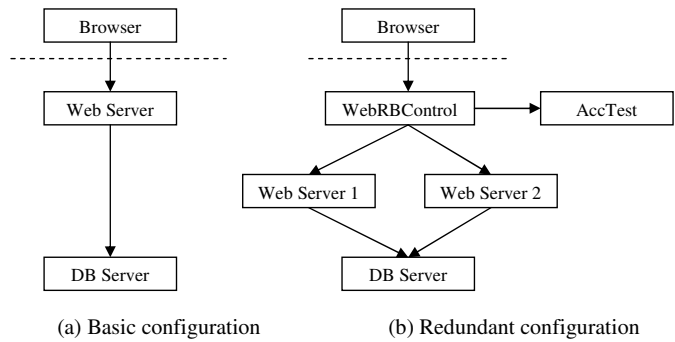 Browser
Web Server
DB Server
(a) Basic configuration
Browser
WebRBControl
AccTest
Web Server 1
Web Server 2
DB Server
(b) Redundant configuration